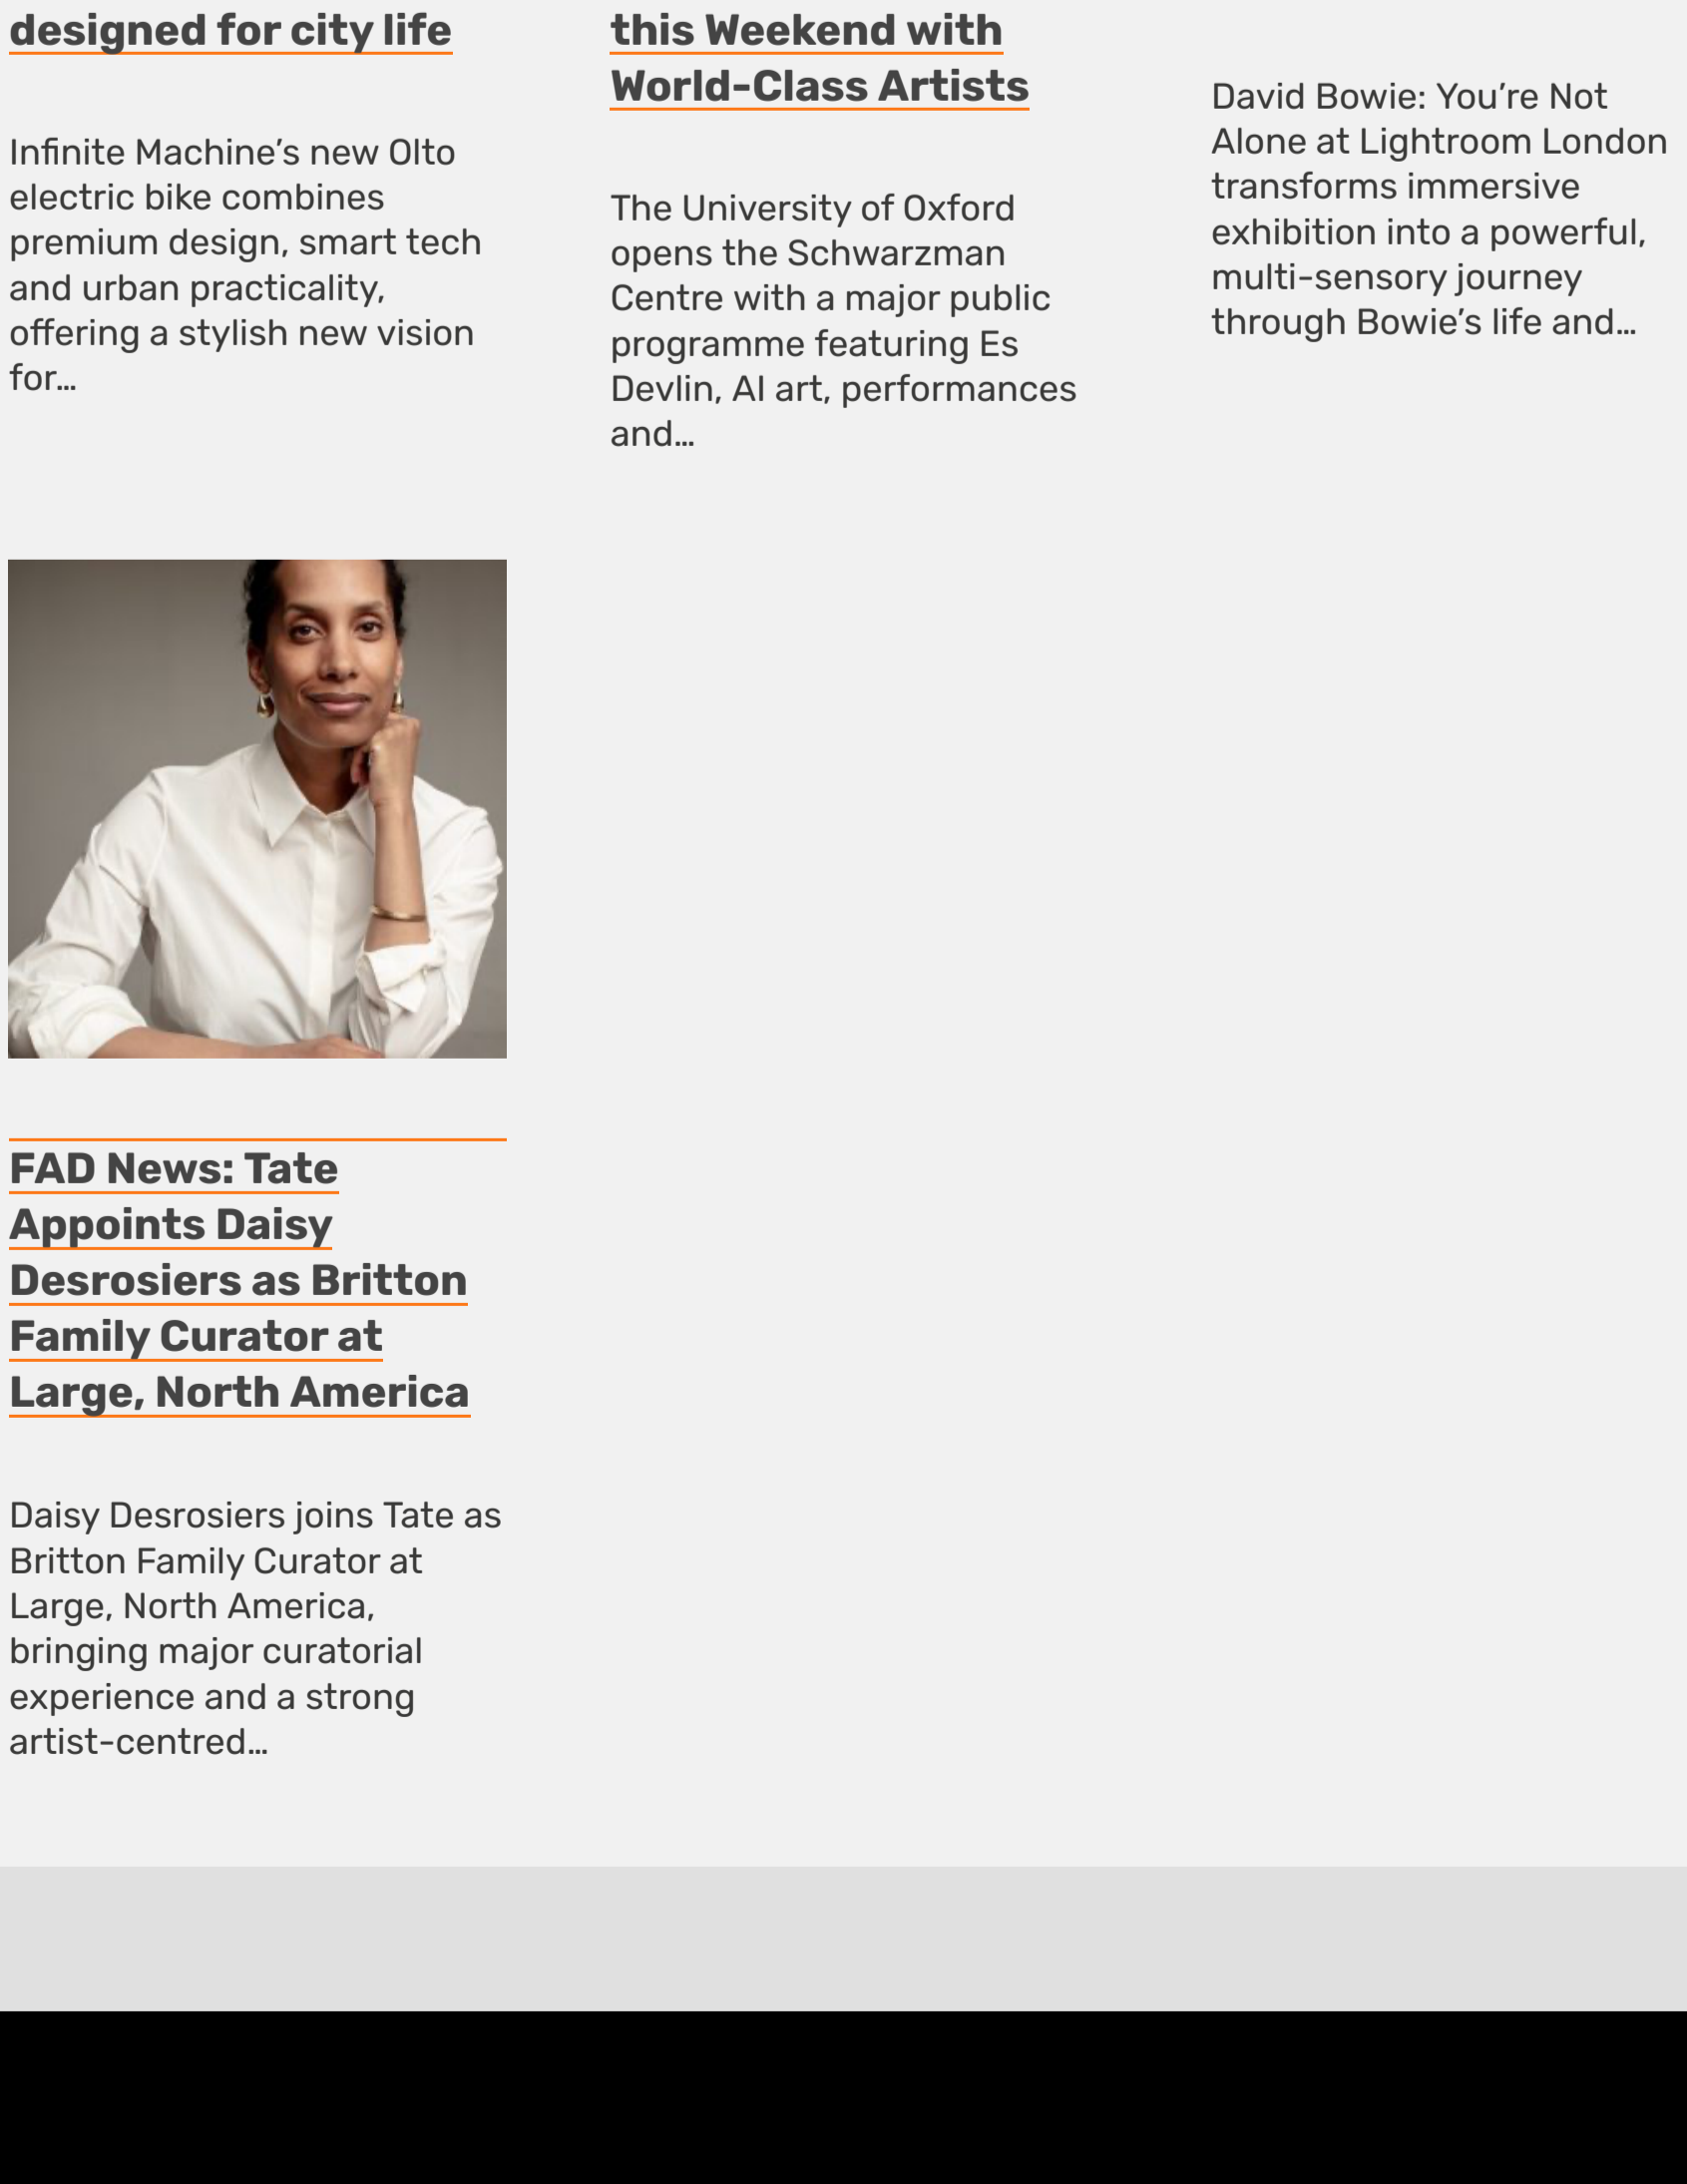 designed for city life
Infinite Machine’s new Olto
electric bike combines
premium design, smart tech
and urban practicality,
offering a stylish new vision
for…
this Weekend with
World-Class Artists
The University of Oxford
opens the Schwarzman
Centre with a major public
programme featuring Es
Devlin, AI art, performances
and…
David Bowie: You’re Not
Alone at Lightroom London
transforms immersive
exhibition into a powerful,
multi-sensory journey
through Bowie’s life and…
FAD News: Tate
Appoints Daisy
Desrosiers as Britton
Family Curator at
Large, North America
Daisy Desrosiers joins Tate as
Britton Family Curator at
Large, North America,
bringing major curatorial
experience and a strong
artist-centred…